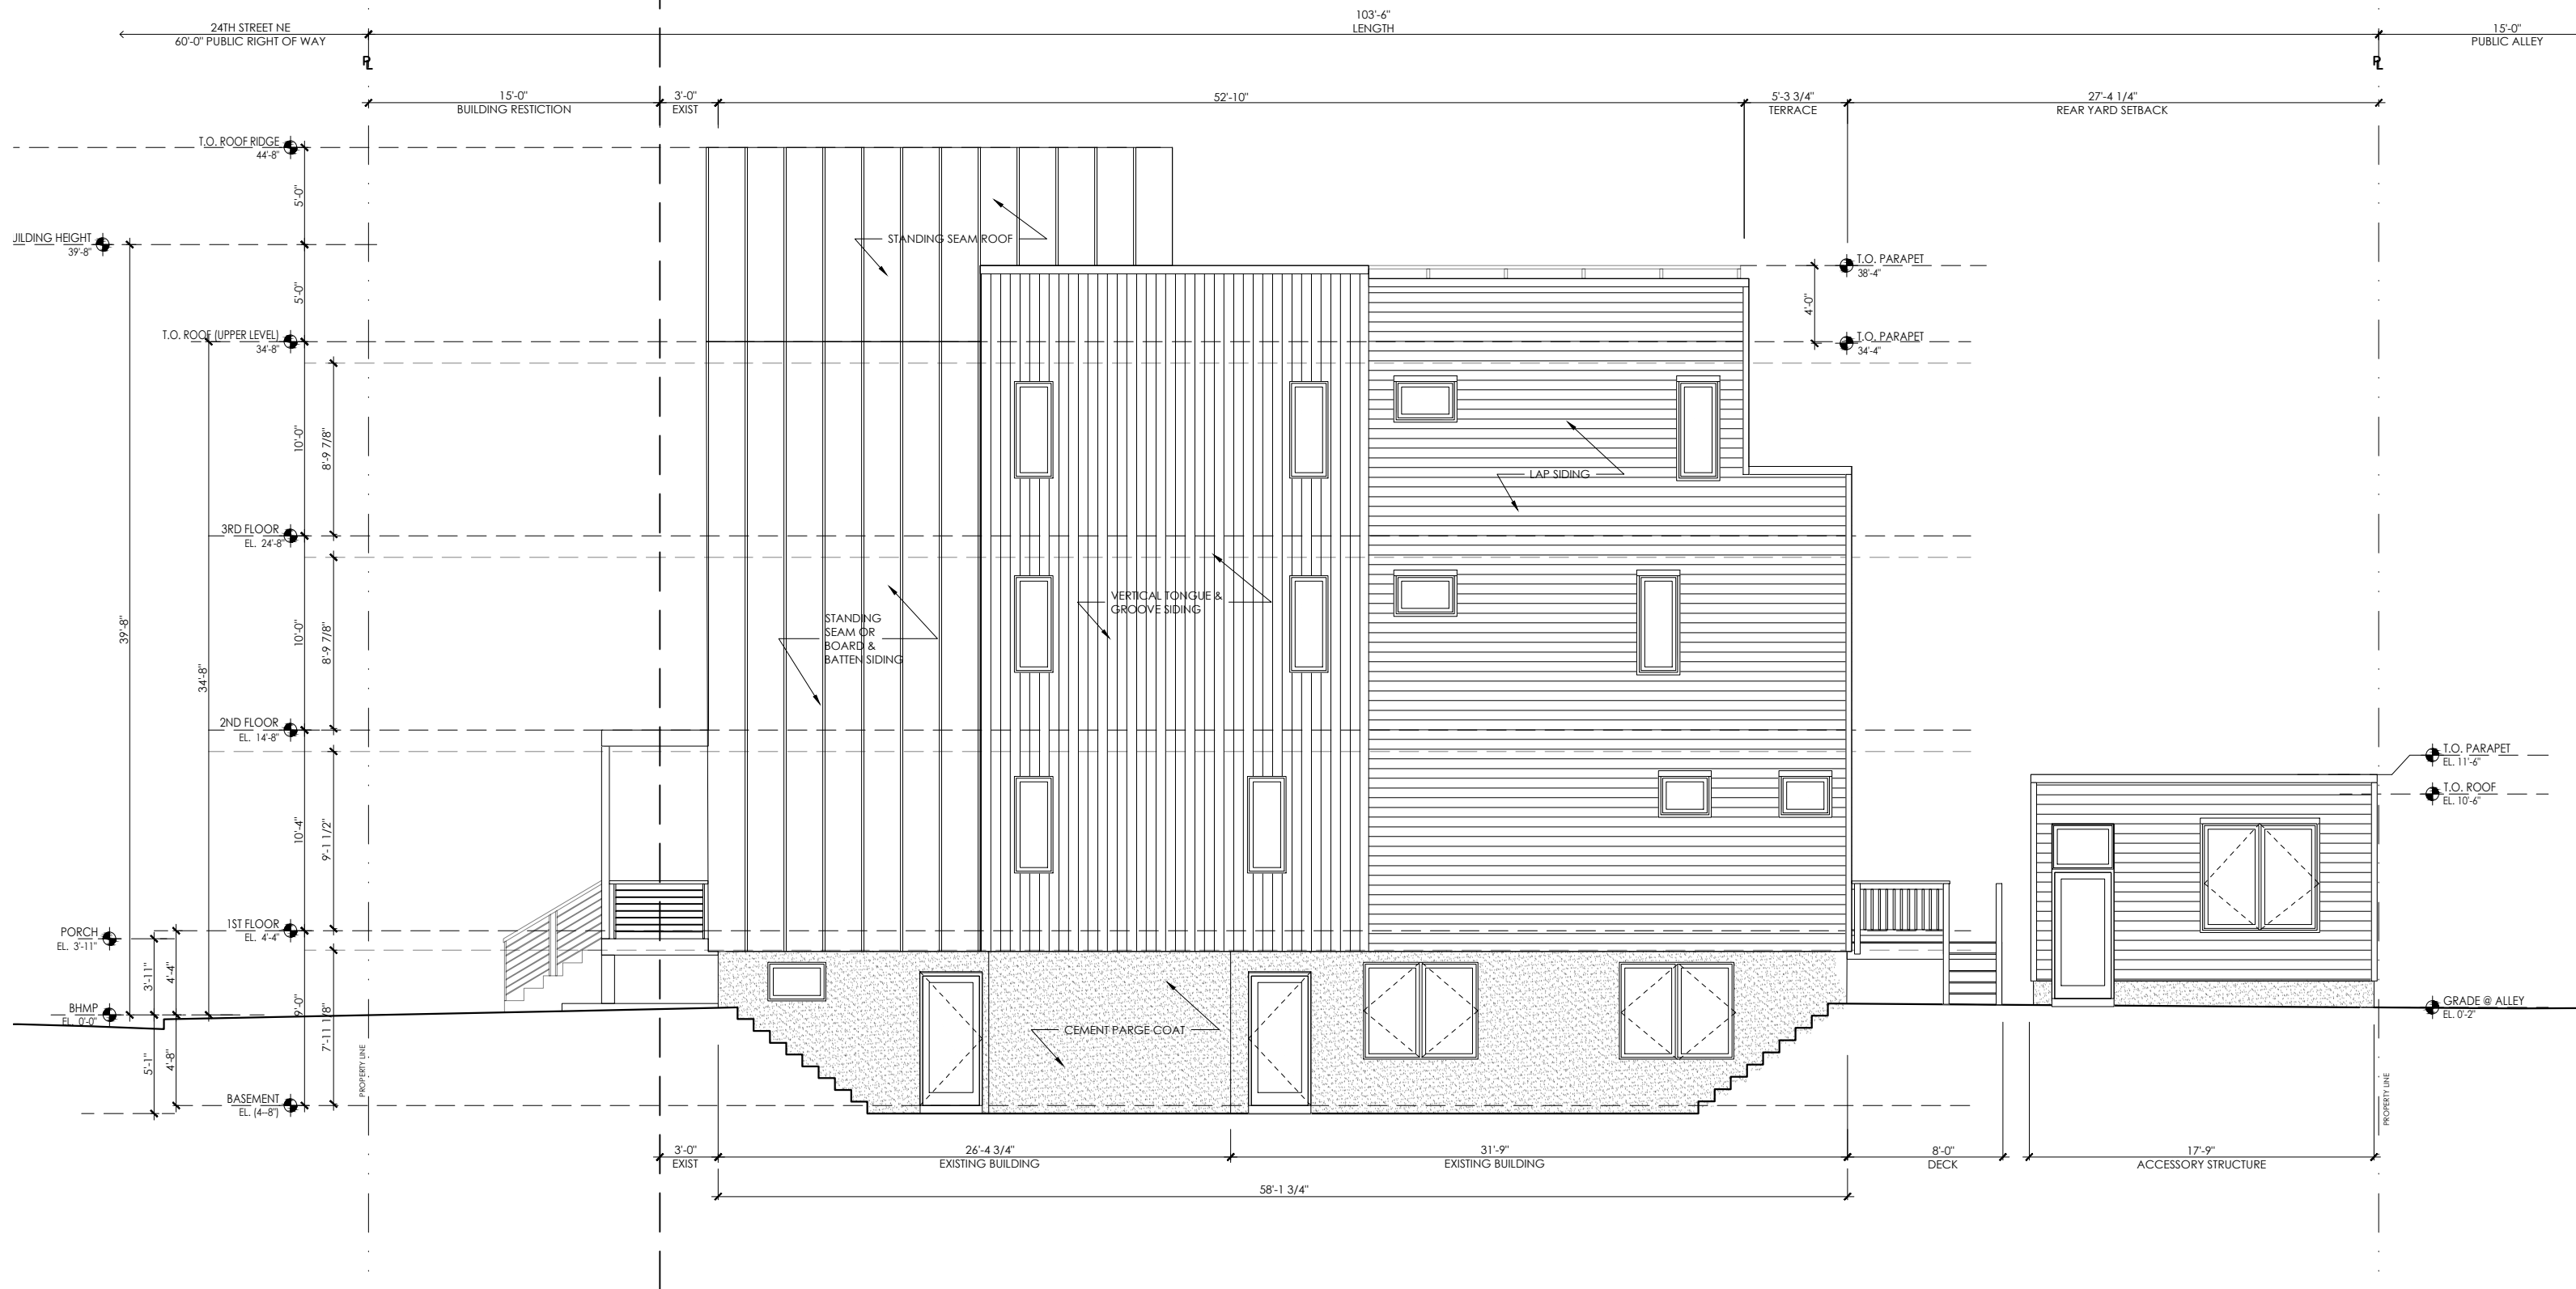 103'-6"
LENGTH
24TH STREET NE
60'-0" PUBLIC RIGHT OF WAY
15'-0"
PUBLIC ALLEY
PL
PL
15'-0"
BUILDING RESTICTION
3'-0"
EXIST
52'-10"
5'-3 3/4"
TERRACE
27'-4 1/4"
REAR YARD SETBACK
T.O. ROOF RIDGE
44'-8"
5'-0"
UILDING HEIGHT
39'-8"
STANDING SEAM ROOF
T.O. PARAPET
38'-4"
5'-0"
4'-0"
T.O. ROOF (UPPER LEVEL)
34'-8"
T.O. PARAPET
34'-4"
10'-0"
8'-9 7/8"
LAP SIDING
3RD FLOOR
EL. 24'-8"
VERTICAL TONGUE &
GROOVE SIDING
STANDING
SEAM OR
BOARD &
BATTEN SIDING
39'-8"
10'-0"
8'-9 7/8"
34'-8"
2ND FLOOR
EL. 14'-8"
T.O. PARAPET
EL. 11'-6"
T.O. ROOF
EL. 10'-6"
10'-4"
9'-1 1/2"
1ST FLOOR
EL. 4'-4"
PORCH
EL. 3'-11"
3'-11"
4'-4"
BHMP
EL. 0'-0"
9'-0"
7'-11 1/8"
GRADE @ ALLEY
EL. 0'-2"
CEMENT PARGE COAT
5'-1"
4'-8"
PROPERTY LINE
PROPERTY LINE
BASEMENT
EL. (4--8")
3'-0"
EXIST
26'-4 3/4"
EXISTING BUILDING
31'-9"
EXISTING BUILDING
8'-0"
DECK
17'-9"
ACCESSORY STRUCTURE
58'-1 3/4"